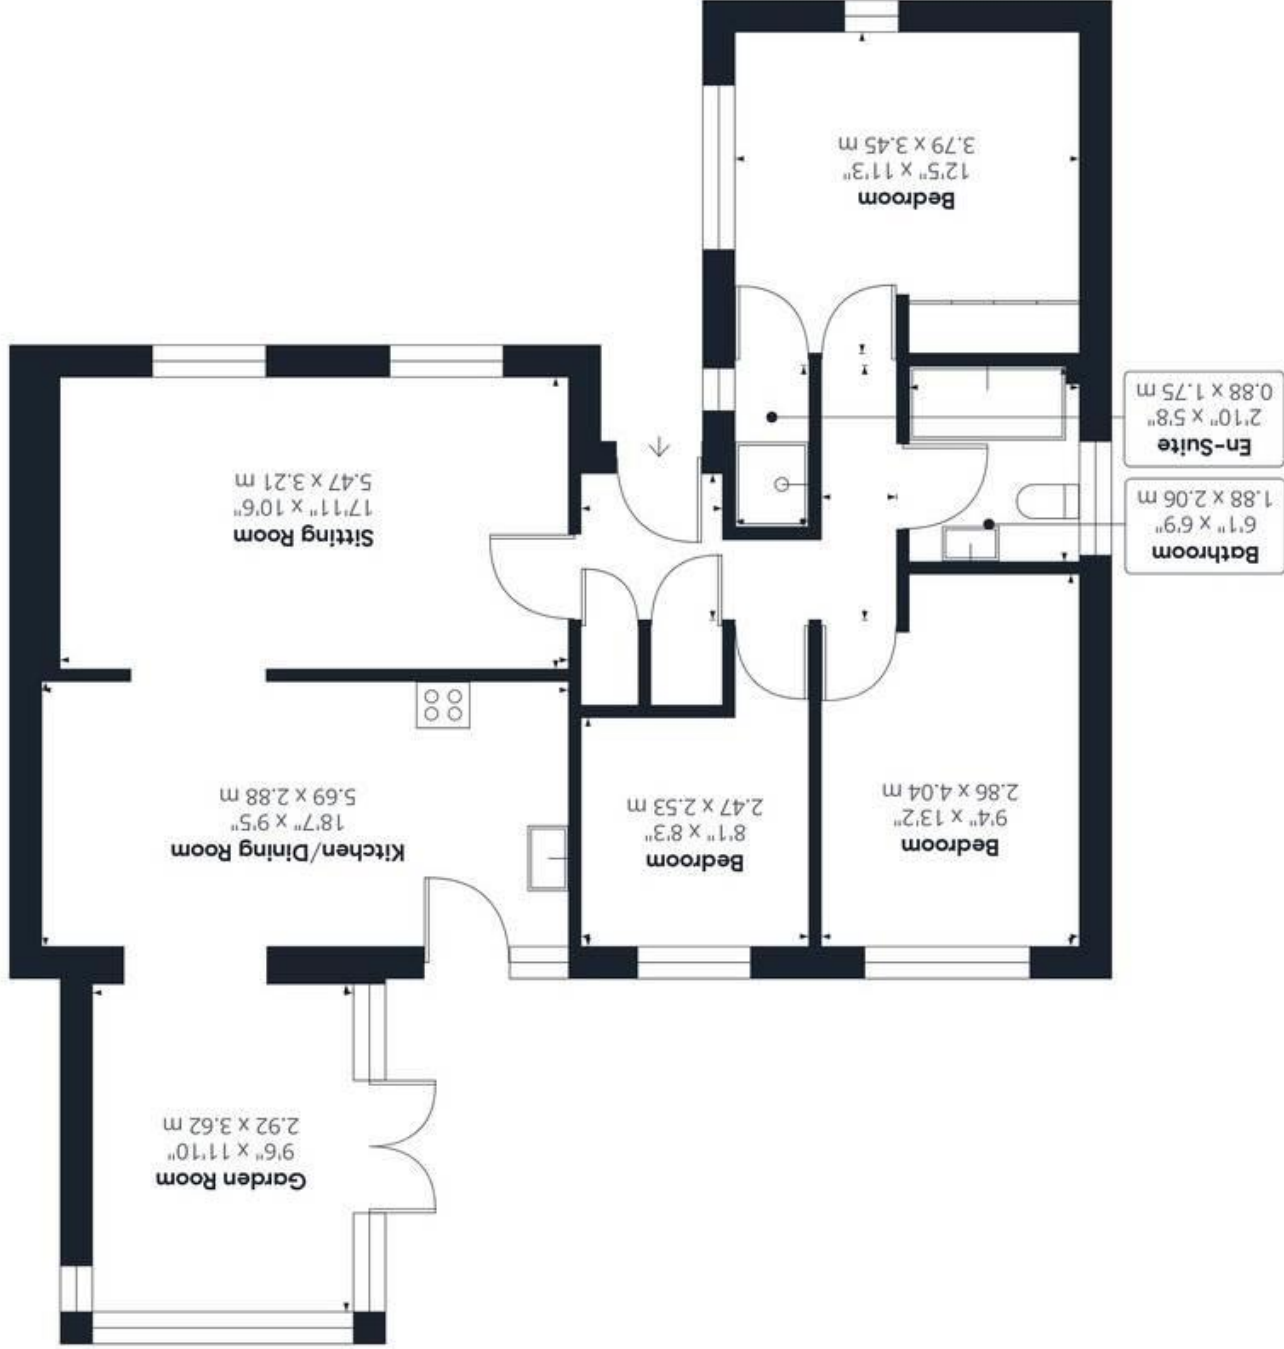 Garden Room
9'6" x 11'10"
2.92 x 3.62 m
Bedroom
9'4" x 13'2"
2.86 x 4.04 m
Bedroom
8'1" x 8'3"
2.47 x 2.53 m
Kitchen/Dining Room
18'7" x 9'5"
5.69 x 2.88 m
Bathroom
6'1" x 6'9"
1.88 x 2.06 m
Sitting Room
17'11" x 10'6"
5.47 x 3.21 m
En-Suite
2'10" x 5'8"
0.88 x 1.75 m
Bedroom
12'5" x 11'3"
3.79 x 3.45 m